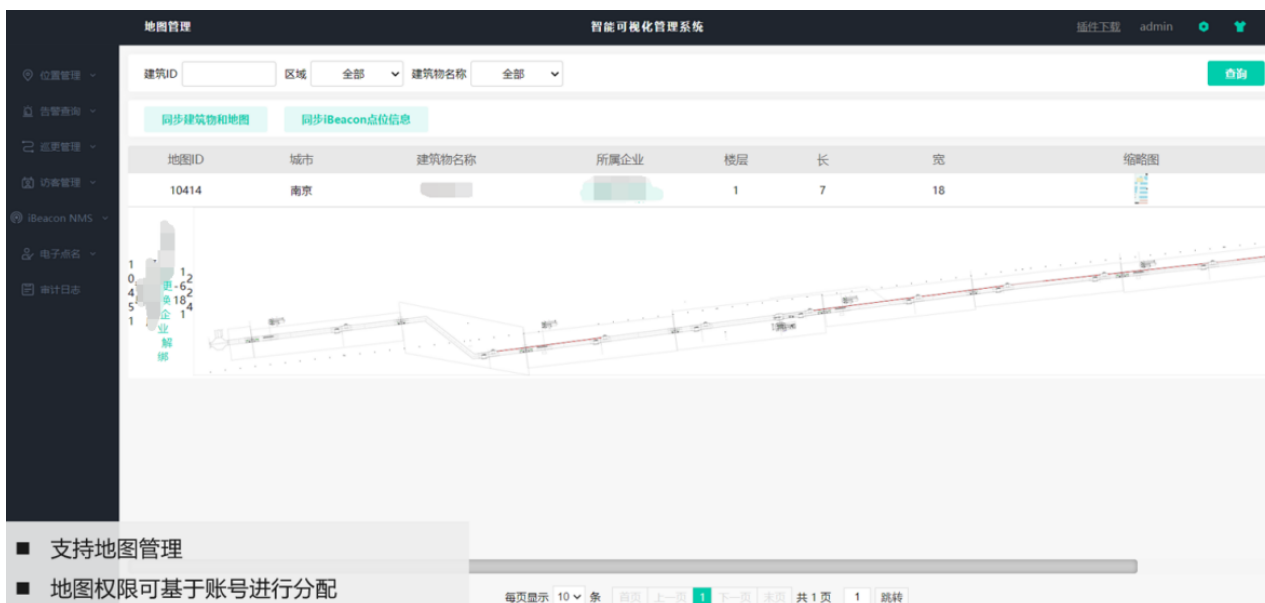 地图管理 智能可视化管理系统 插件下载 admin
位置管理
告警查询
巡更管理
访客管理
iBeacon NMS
电子点名
审计日志
建筑ID 区域 全部 建筑物名称 全部 查询
同步建筑物和地图 同步iBeacon点位信息
地图ID 城市 建筑物名称 所属企业 楼层 长 宽 缩略图
10414 南京 1 7 18
10451
更换企业解绑
1
-6218
2241
支持地图管理
地图权限可基于账号进行分配
每页显示 10 条 首页 上一页 1 下一页 末页 共 1 页 1 跳转